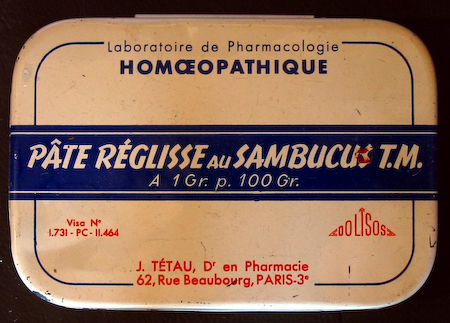 Laboratoire de Pharmacologie
HOMŒOPATHIQUE
PÂTE RÉGLISSE AU SAMBUCUS T.M.
A 1 Gr. p. 100 Gr.
Visa Nº
1.731 - PC - 11.464
DOLISOS
J. TÉTAU, Dr en Pharmacie
62, Rue Beaubourg, PARIS-3e